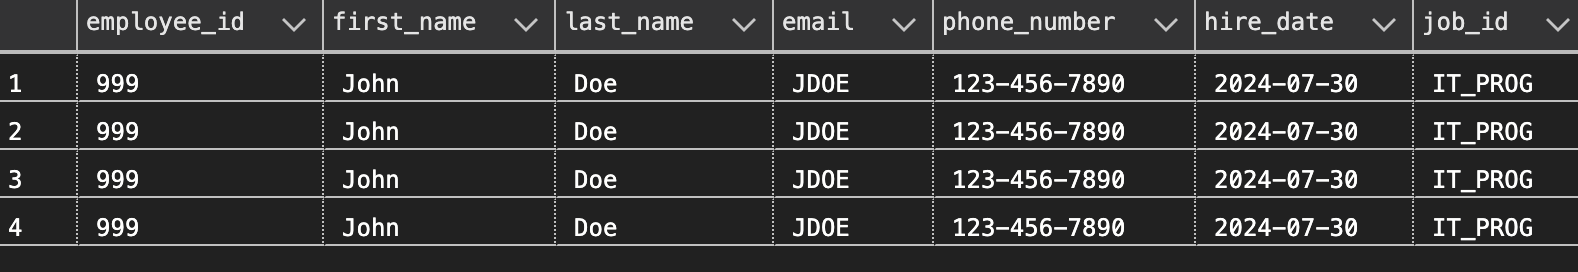 employee_id first_name last_name email phone_number hire_date job_id
1 999 John Doe JDOE 123-456-7890 2024-07-30 IT_PROG
2 999 John Doe JDOE 123-456-7890 2024-07-30 IT_PROG
3 999 John Doe JDOE 123-456-7890 2024-07-30 IT_PROG
4 999 John Doe JDOE 123-456-7890 2024-07-30 IT_PROG